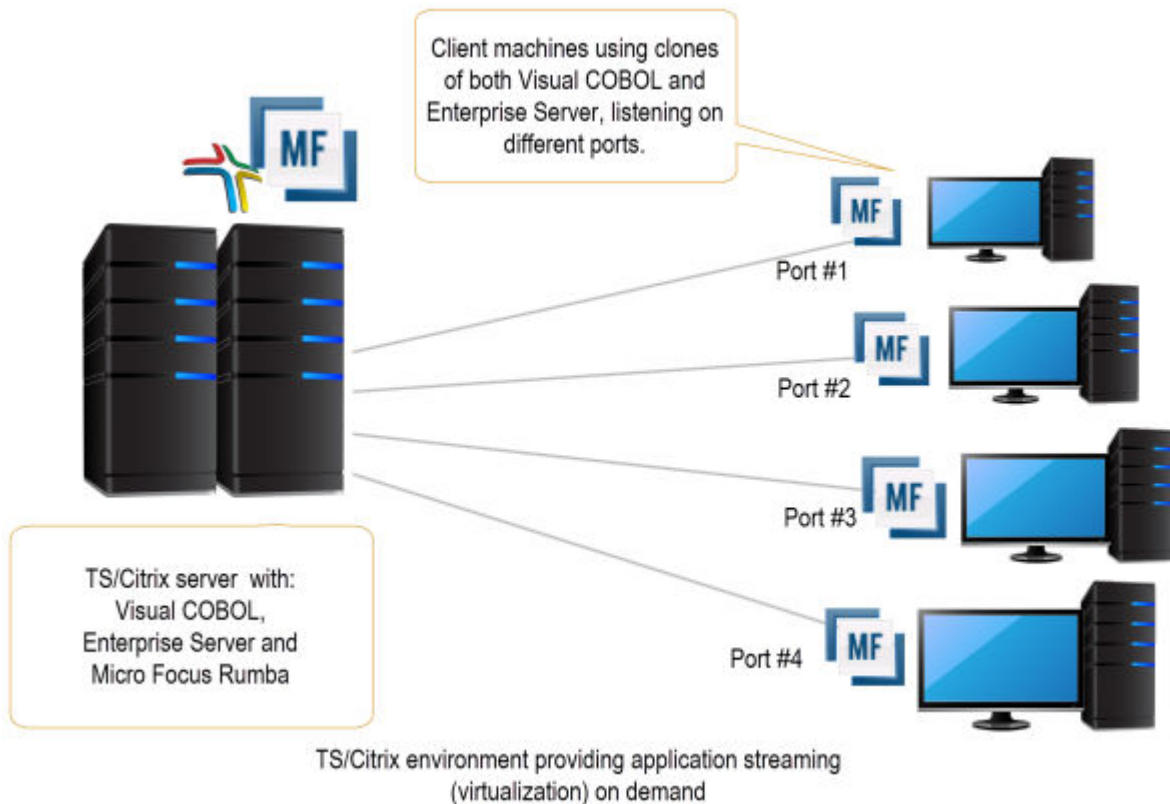 Client machines using clones
of both Visual COBOL and
Enterprise Server, listening on
different ports.
MF
MF
Port #1
MF
Port #2
MF
Port #3
MF
Port #4
TS/Citrix server with:
Visual COBOL,
Enterprise Server and
Micro Focus Rumba
TS/Citrix environment providing application streaming
(virtualization) on demand